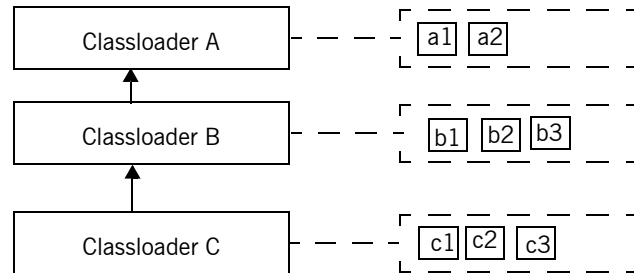 Classloader A a1 a2
Classloader B b1 b2 b3
Classloader C c1 c2 c3